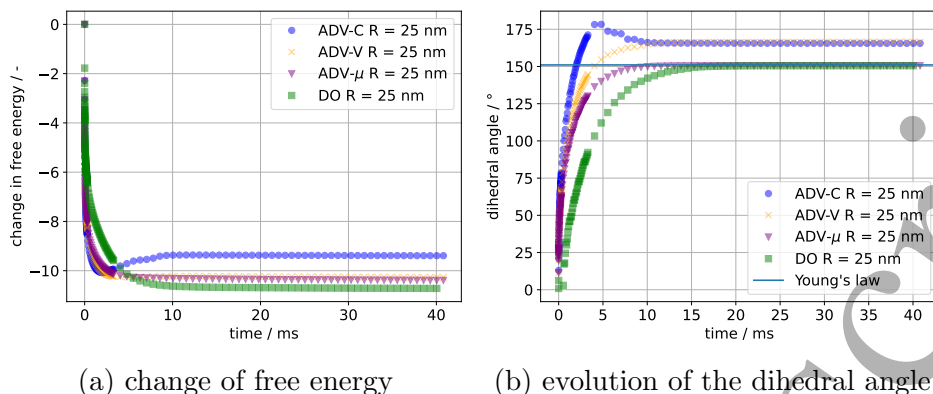 0
−2
−4
−6
−8
−10
change in free energy / -
ADV-C R = 25 nm
ADV-V R = 25 nm
ADV-μ R = 25 nm
DO R = 25 nm
0 10 20 30 40
time / ms
(a) change of free energy
175
150
125
100
75
50
25
0
dihedral angle / °
ADV-C R = 25 nm
ADV-V R = 25 nm
ADV-μ R = 25 nm
DO R = 25 nm
Young's law
0 5 10 15 20 25 30 35 40
time / ms
(b) evolution of the dihedral angle